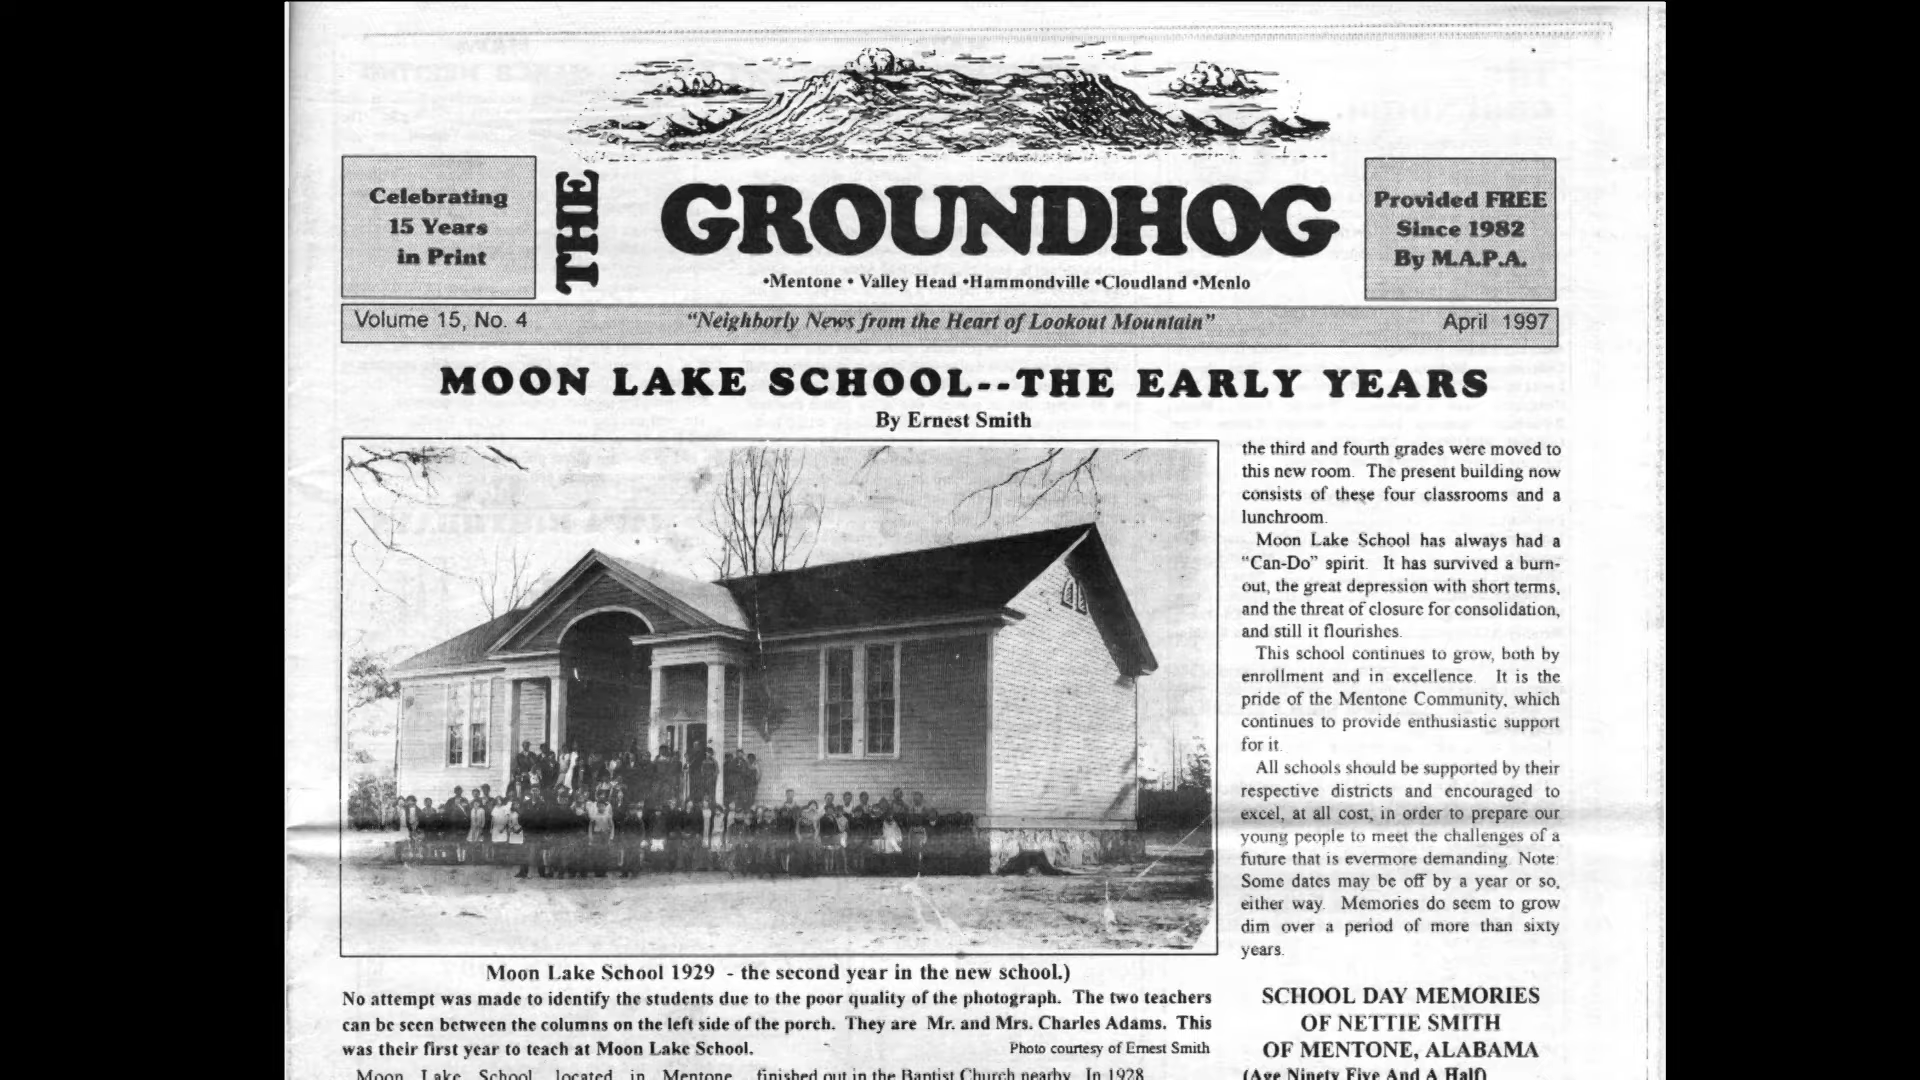 Celebrating
15 Years
in Print
THE GROUNDHOG
•Mentone • Valley Head •Hammondville •Cloudland •Menlo
Provided FREE
Since 1982
By M.A.P.A.
Volume 15, No. 4
"Neighborly News from the Heart of Lookout Mountain"
April 1997
MOON LAKE SCHOOL--THE EARLY YEARS
By Ernest Smith
Moon Lake School 1929 - the second year in the new school.)
No attempt was made to identify the students due to the poor quality of the photograph. The two teachers
can be seen between the columns on the left side of the porch. They are Mr. and Mrs. Charles Adams. This
was their first year to teach at Moon Lake School.
Photo courtesy of Ernest Smith
Moon Lake School, located in Mentone,
finished out in the Baptist Church nearby. In 1928
the third and fourth grades were moved to
this new room. The present building now
consists of these four classrooms and a
lunchroom.
Moon Lake School has always had a
"Can-Do" spirit. It has survived a burn-
out, the great depression with short terms,
and the threat of closure for consolidation,
and still it flourishes.
This school continues to grow, both by
enrollment and in excellence. It is the
pride of the Mentone Community, which
continues to provide enthusiastic support
for it.
All schools should be supported by their
respective districts and encouraged to
excel, at all cost, in order to prepare our
young people to meet the challenges of a
future that is evermore demanding. Note:
Some dates may be off by a year or so,
either way. Memories do seem to grow
dim over a period of more than sixty
years.
SCHOOL DAY MEMORIES
OF NETTIE SMITH
OF MENTONE, ALABAMA
(Age Ninety Five And A Half)